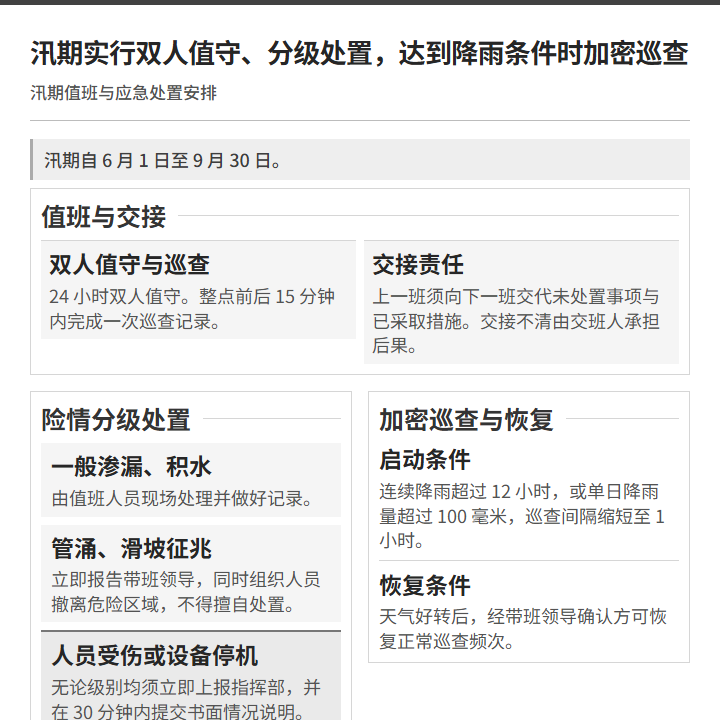 汛期实行双人值守、分级处置，达到降雨条件时加密巡查
汛期值班与应急处置安排
汛期自 6 月 1 日至 9 月 30 日。
值班与交接
双人值守与巡查
24 小时双人值守。整点前后 15 分钟
内完成一次巡查记录。
交接责任
上一班须向下一班交代未处置事项与
已采取措施。交接不清由交班人承担
后果。
险情分级处置
一般渗漏、积水
由值班人员现场处理并做好记录。
管涌、滑坡征兆
立即报告带班领导，同时组织人员
撤离危险区域，不得擅自处置。
人员受伤或设备停机
无论级别均须立即上报指挥部，并
在 30 分钟内提交书面情况说明。
加密巡查与恢复
启动条件
连续降雨超过 12 小时，或单日降雨
量超过 100 毫米，巡查间隔缩短至 1
小时。
恢复条件
天气好转后，经带班领导确认方可恢
复正常巡查频次。